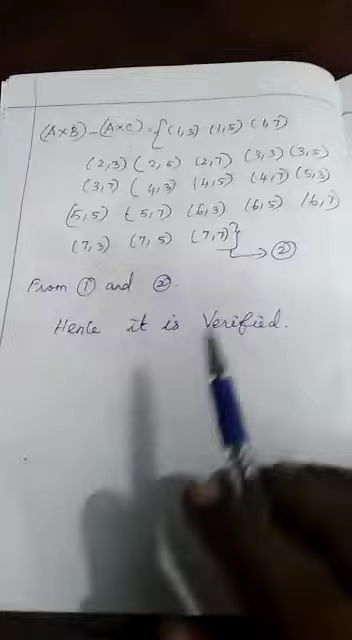 (A×B) – (A×C) = {(1,3) (1,5) (1,7)
(2,3) (2,5) (2,7) (3,3) (3,5)
(3,7) (4,3) (4,5) (4,7) (5,3)
(5,5) (5,7) (6,3) (6,5) (6,7)
(7,3) (7,5) (7,7)} → ②
From ① and ②.
Hence it is Verified.